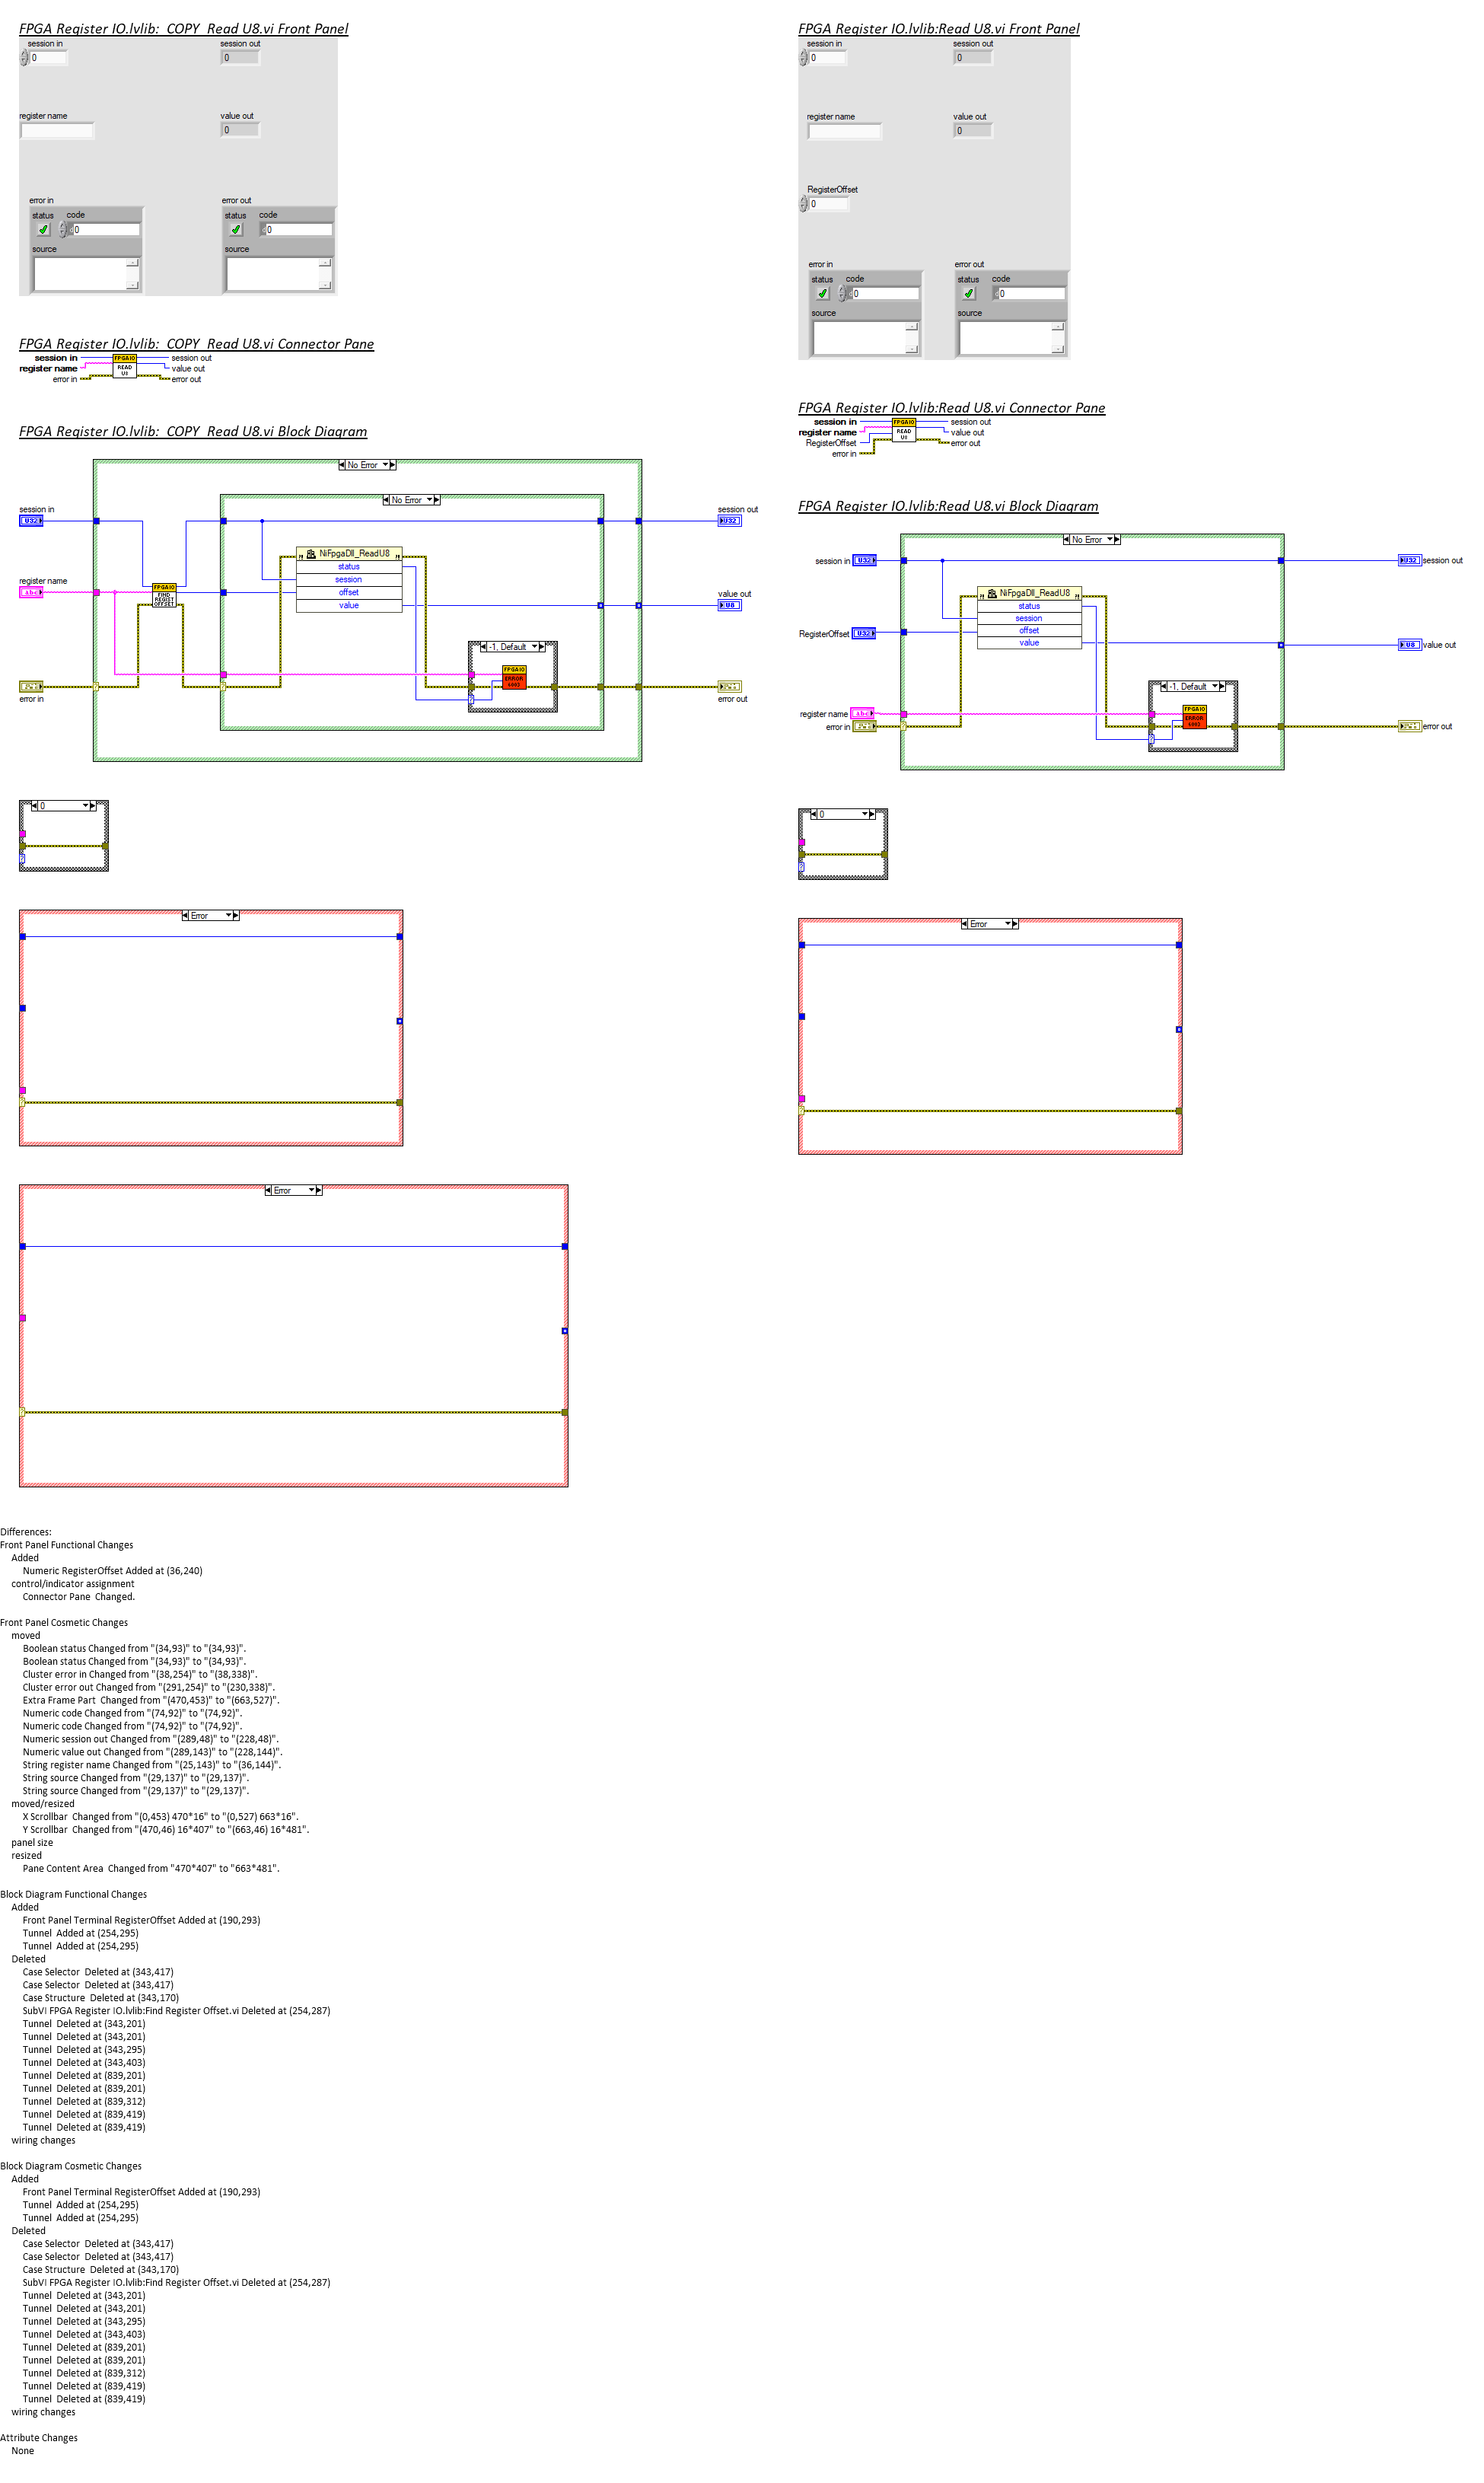 FPGA Register IO.lvlib:  COPY  Read U8.vi Front Panel
session in
session out
0
0
register name
value out
0
error in
error out
status
code
status
code
0
0
source
source
FPGA Register IO.lvlib:  COPY  Read U8.vi Connector Pane
session in
FPGAIO
session out
register name
READ
value out
U8
error in
error out
FPGA Register IO.lvlib:  COPY  Read U8.vi Block Diagram
No Error
No Error
session in
session out
U32
U32
NiFpgaDll_ReadU8
status
session
register name
FPGAIO
offset
value out
abc
FIND
REGIST
OFFSET
value
U8
-1, Default
FPGAIO
ERROR
error in
error out
0
Error
Error
FPGA Register IO.lvlib:Read U8.vi Front Panel
session in
session out
0
0
register name
value out
0
RegisterOffset
0
error in
error out
status
code
status
code
0
0
source
source
FPGA Register IO.lvlib:Read U8.vi Connector Pane
session in
FPGAIO
session out
register name
READ
value out
U8
RegisterOffset
error out
error in
FPGA Register IO.lvlib:Read U8.vi Block Diagram
No Error
session in
U32
U32
session out
NiFpgaDll_ReadU8
status
session
RegisterOffset
U32
offset
value
U8
value out
-1, Default
register name
abc
FPGAIO
ERROR
error in
error out
0
Error
Differences:
Front Panel Functional Changes
Added
Numeric RegisterOffset Added at (36,240)
control/indicator assignment
Connector Pane  Changed.
Front Panel Cosmetic Changes
moved
Boolean status Changed from "(34,93)" to "(34,93)".
Boolean status Changed from "(34,93)" to "(34,93)".
Cluster error in Changed from "(38,254)" to "(38,338)".
Cluster error out Changed from "(291,254)" to "(230,338)".
Extra Frame Part  Changed from "(470,453)" to "(663,527)".
Numeric code Changed from "(74,92)" to "(74,92)".
Numeric code Changed from "(74,92)" to "(74,92)".
Numeric session out Changed from "(289,48)" to "(228,48)".
Numeric value out Changed from "(289,143)" to "(228,144)".
String register name Changed from "(25,143)" to "(36,144)".
String source Changed from "(29,137)" to "(29,137)".
String source Changed from "(29,137)" to "(29,137)".
moved/resized
X Scrollbar  Changed from "(0,453) 470*16" to "(0,527) 663*16".
Y Scrollbar  Changed from "(470,46) 16*407" to "(663,46) 16*481".
panel size
resized
Pane Content Area  Changed from "470*407" to "663*481".
Block Diagram Functional Changes
Added
Front Panel Terminal RegisterOffset Added at (190,293)
Tunnel  Added at (254,295)
Tunnel  Added at (254,295)
Deleted
Case Selector  Deleted at (343,417)
Case Selector  Deleted at (343,417)
Case Structure  Deleted at (343,170)
SubVI FPGA Register IO.lvlib:Find Register Offset.vi Deleted at (254,287)
Tunnel  Deleted at (343,201)
Tunnel  Deleted at (343,201)
Tunnel  Deleted at (343,295)
Tunnel  Deleted at (343,403)
Tunnel  Deleted at (839,201)
Tunnel  Deleted at (839,201)
Tunnel  Deleted at (839,312)
Tunnel  Deleted at (839,419)
Tunnel  Deleted at (839,419)
wiring changes
Block Diagram Cosmetic Changes
Added
Front Panel Terminal RegisterOffset Added at (190,293)
Tunnel  Added at (254,295)
Tunnel  Added at (254,295)
Deleted
Case Selector  Deleted at (343,417)
Case Selector  Deleted at (343,417)
Case Structure  Deleted at (343,170)
SubVI FPGA Register IO.lvlib:Find Register Offset.vi Deleted at (254,287)
Tunnel  Deleted at (343,201)
Tunnel  Deleted at (343,201)
Tunnel  Deleted at (343,295)
Tunnel  Deleted at (343,403)
Tunnel  Deleted at (839,201)
Tunnel  Deleted at (839,201)
Tunnel  Deleted at (839,312)
Tunnel  Deleted at (839,419)
Tunnel  Deleted at (839,419)
wiring changes
Attribute Changes
None